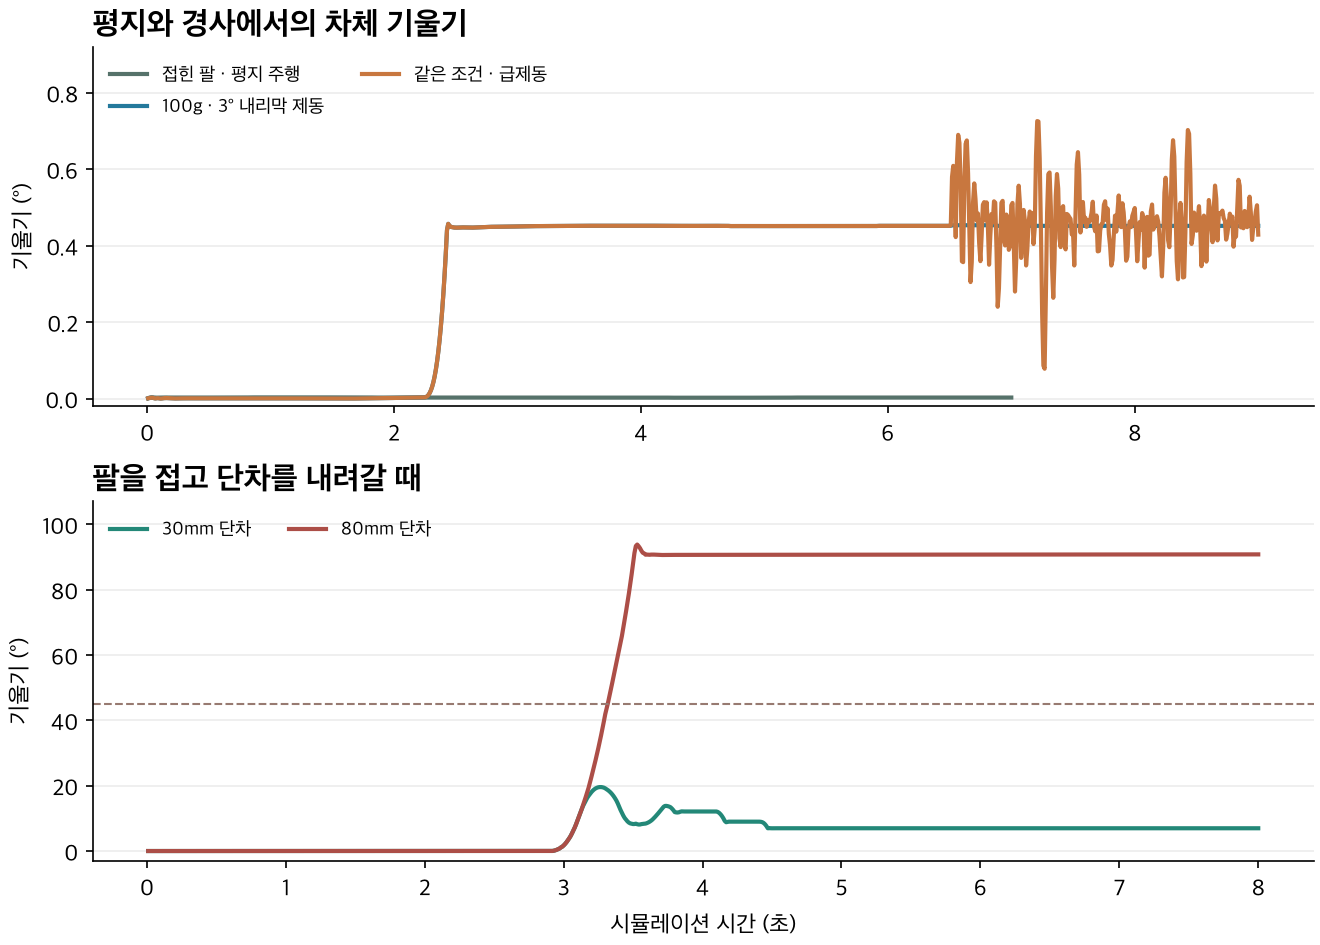 평지와 경사에서의 차체 기울기
접힌 팔 · 평지 주행
같은 조건 · 급제동
100g · 3° 내리막 제동
기울기 (°)
0.8
0.6
0.4
0.2
0.0
0 2 4 6 8
팔을 접고 단차를 내려갈 때
30mm 단차
80mm 단차
기울기 (°)
100
80
60
40
20
0
0 1 2 3 4 5 6 7 8
시뮬레이션 시간 (초)